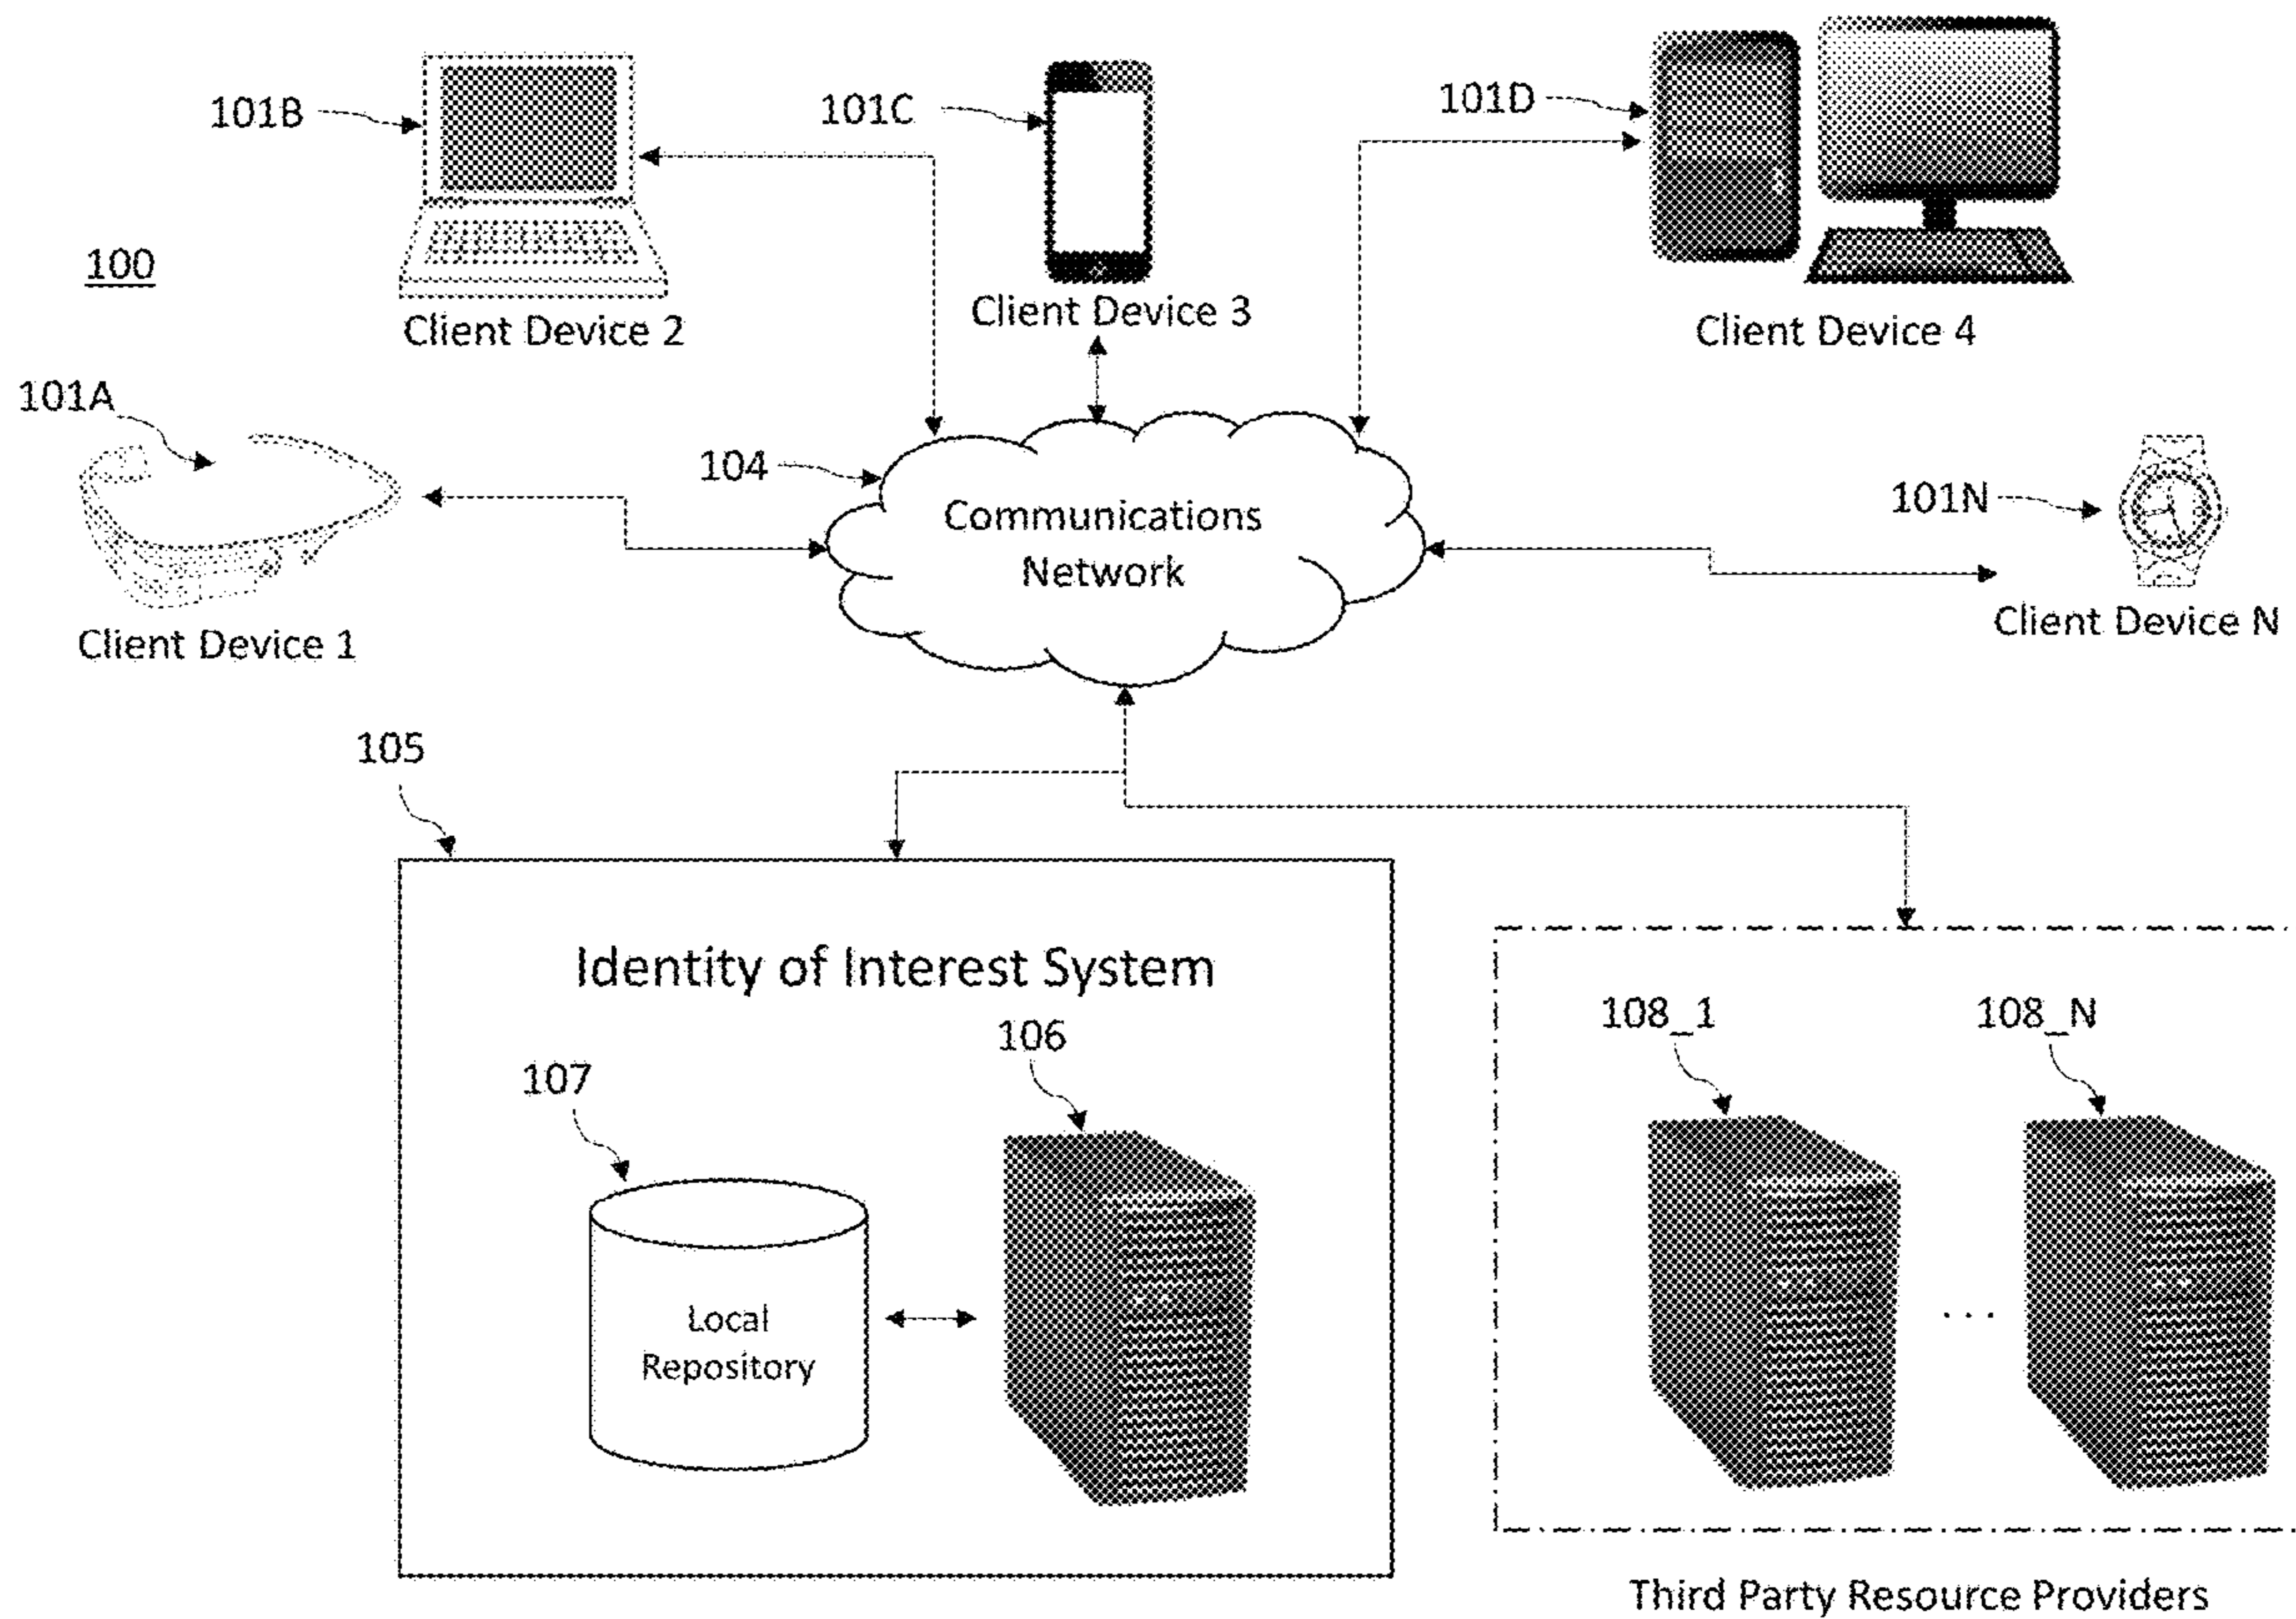 101B
101C
101D
100
Client Device 2
Client Device 3
Client Device 4
101A
104
Communications
Network
101N
Client Device 1
Client Device N
105
Identity of Interest System
106
107
Local
Repository
108_1
108_N
...
Third Party Resource Providers